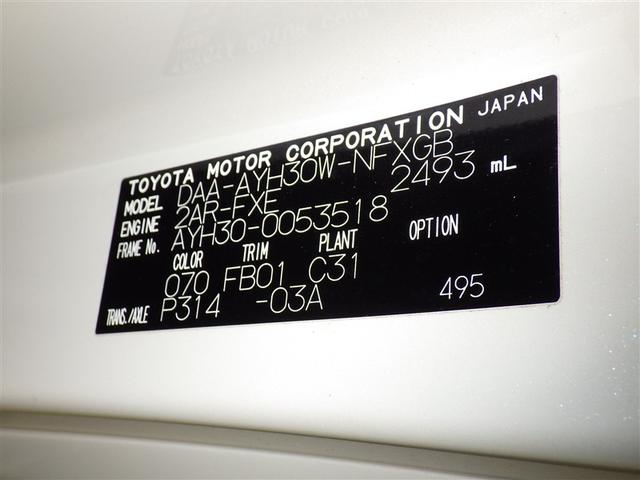 TOYOTA MOTOR CORPORATION JAPAN
MODEL DAA-AYH30W-NFXGB
ENGINE 2AR-FXE 2493 mL
FRAME No. AYH30-0053518
COLOR TRIM PLANT OPTION
070 FB01 C31
TRANS./AXLE P314 -03A 495